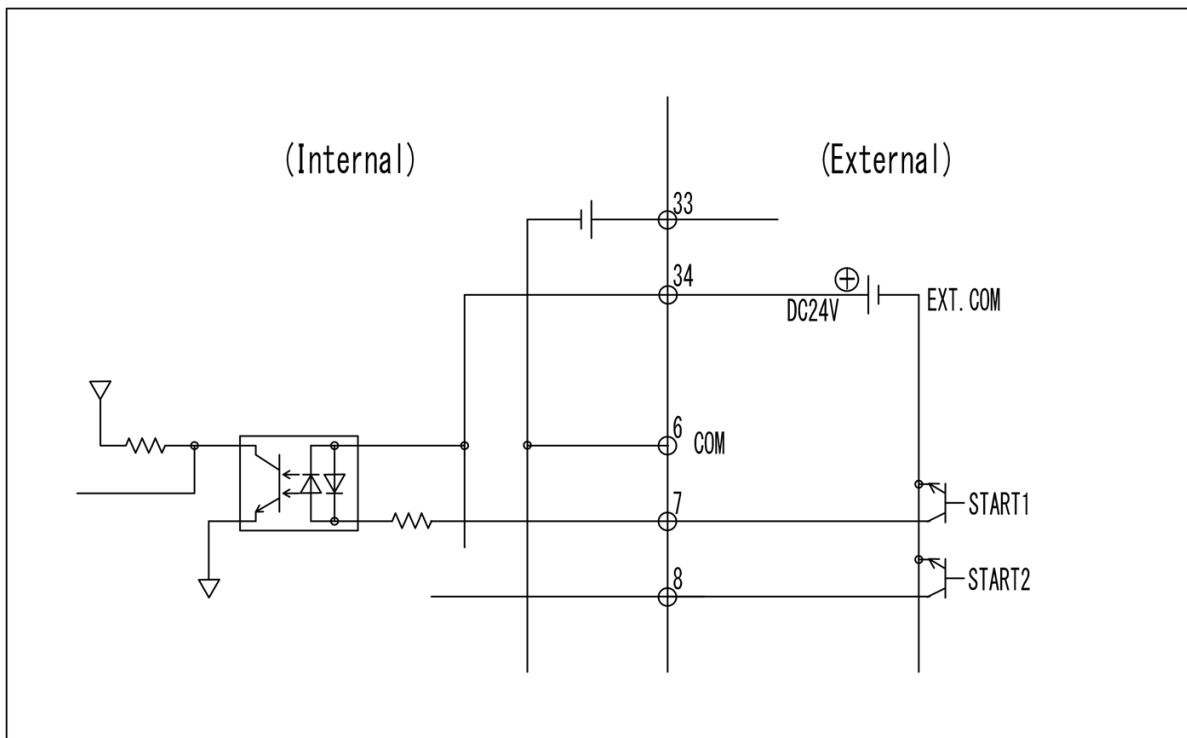 (Internal)
(External)
33
34
DC24V
EXT.COM
6
COM
7
START1
8
START2